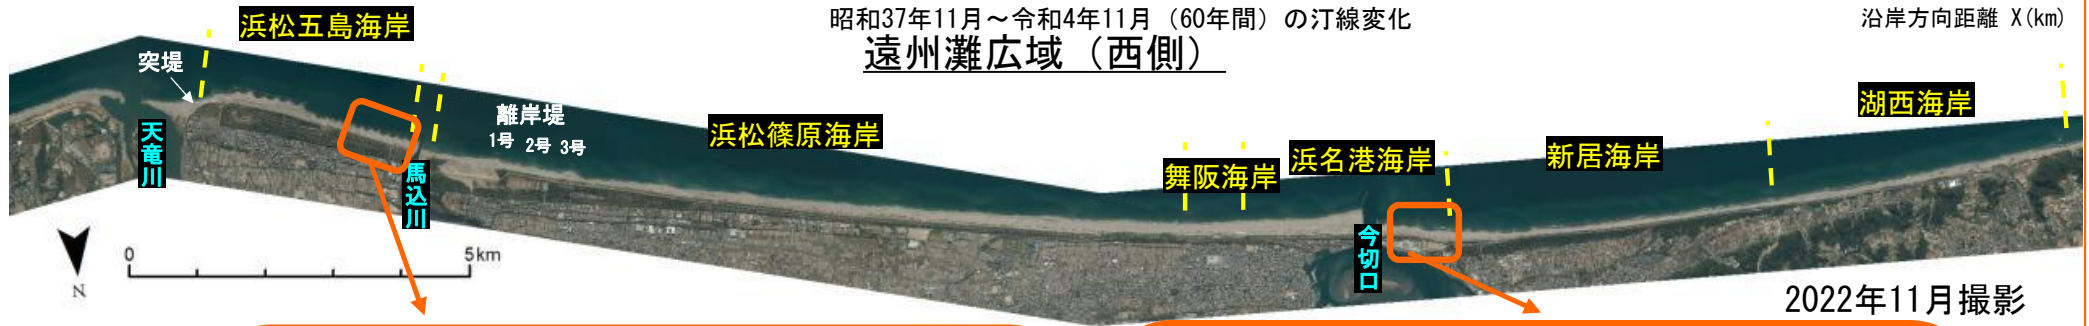 昭和37年11月～令和4年11月（60年間）の汀線変化
沿岸方向距離 X(km)
遠州灘広域（西側）
浜松五島海岸
突堤
離岸堤
1号 2号 3号
浜松篠原海岸
舞阪海岸
浜名港海岸
新居海岸
湖西海岸
天竜川
馬込川
今切口
0 5km
N
2022年11月撮影